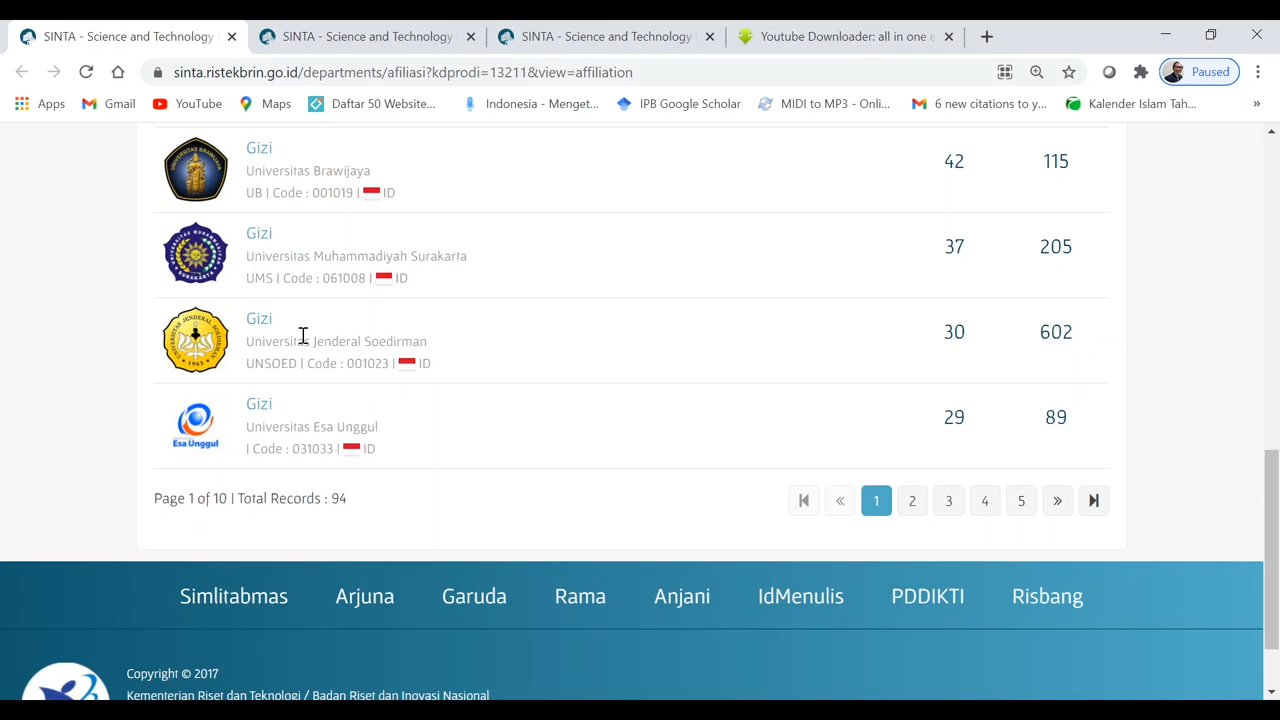 SINTA - Science and Technology
SINTA - Science and Technology
SINTA - Science and Technology
Youtube Downloader: all in one e
sinta.ristekbrin.go.id/departments/afiliasi?kdprodi=13211&view=affiliation
Paused
Apps
Gmail
YouTube
Maps
Daftar 50 Website...
Indonesia - Menget...
IPB Google Scholar
MIDI to MP3 - Onli...
6 new citations to y...
Kalender Islam Tah...
»
UNIVERSITAS BRAWIJAYA
Gizi
Universitas Brawijaya
UB | Code : 001019 | ID
42 115
Gizi
Universitas Muhammadiyah Surakarta
UMS | Code : 061008 | ID
37 205
UNIVERSITAS JENDERAL SOEDIRMAN
1963
Gizi
Universitas Jenderal Soedirman
UNSOED | Code : 001023 | ID
30 602
Esa Unggul
Gizi
Universitas Esa Unggul
| Code : 031033 | ID
29 89
Page 1 of 10 | Total Records : 94
« 1 2 3 4 5 »
Simlitabmas Arjuna Garuda Rama Anjani IdMenulis PDDIKTI Risbang
Copyright © 2017
Kementerian Riset dan Teknologi / Badan Riset dan Inovasi Nasional